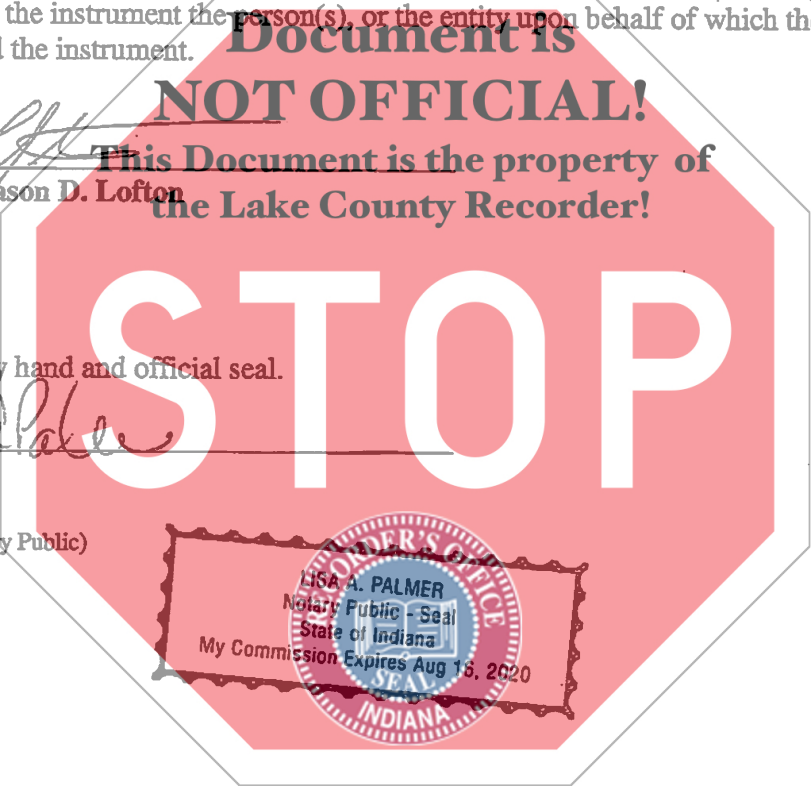 the instrument the person(s), or the entity upon behalf of which the
the instrument.
Document is
NOT OFFICIAL!
This Document is the property of
the Lake County Recorder!
ason D. Lofton
STOP
hand and official seal.
y Public)
LISA A. PALMER
Notary Public - Seal
State of Indiana
My Commission Expires Aug 16, 2020
RECORDER'S OFFICE
SEAL
INDIANA